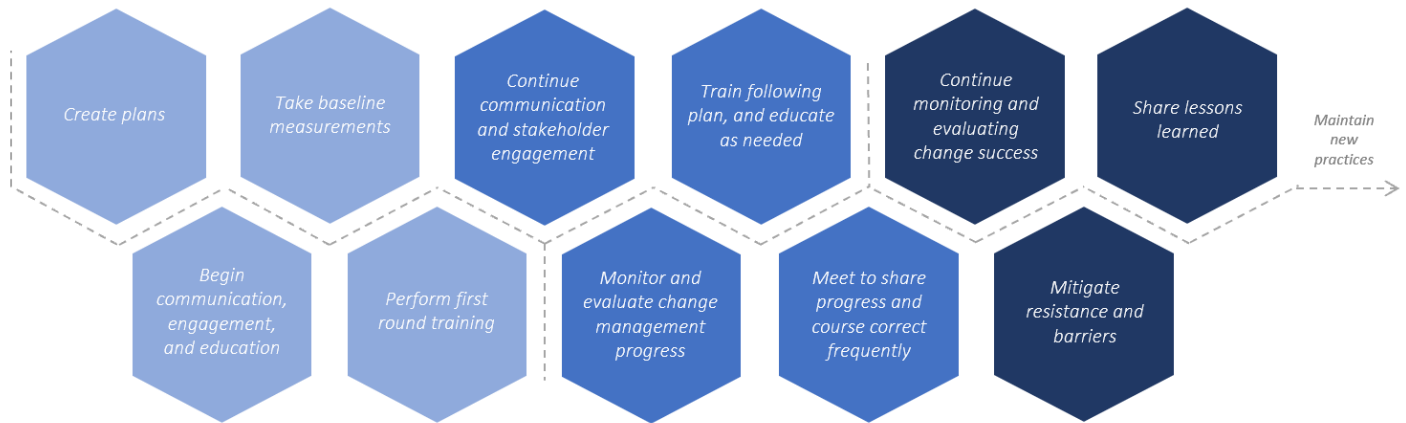 Create plans
Take baseline
measurements
Continue
communication
and stakeholder
engagement
Train following
plan, and educate
as needed
Continue
monitoring and
evaluating
change success
Share lessons
learned
Maintain
new
practices
Begin
communication,
engagement,
and education
Perform first
round training
Monitor and
evaluate change
management
progress
Meet to share
progress and
course correct
frequently
Mitigate
resistance and
barriers